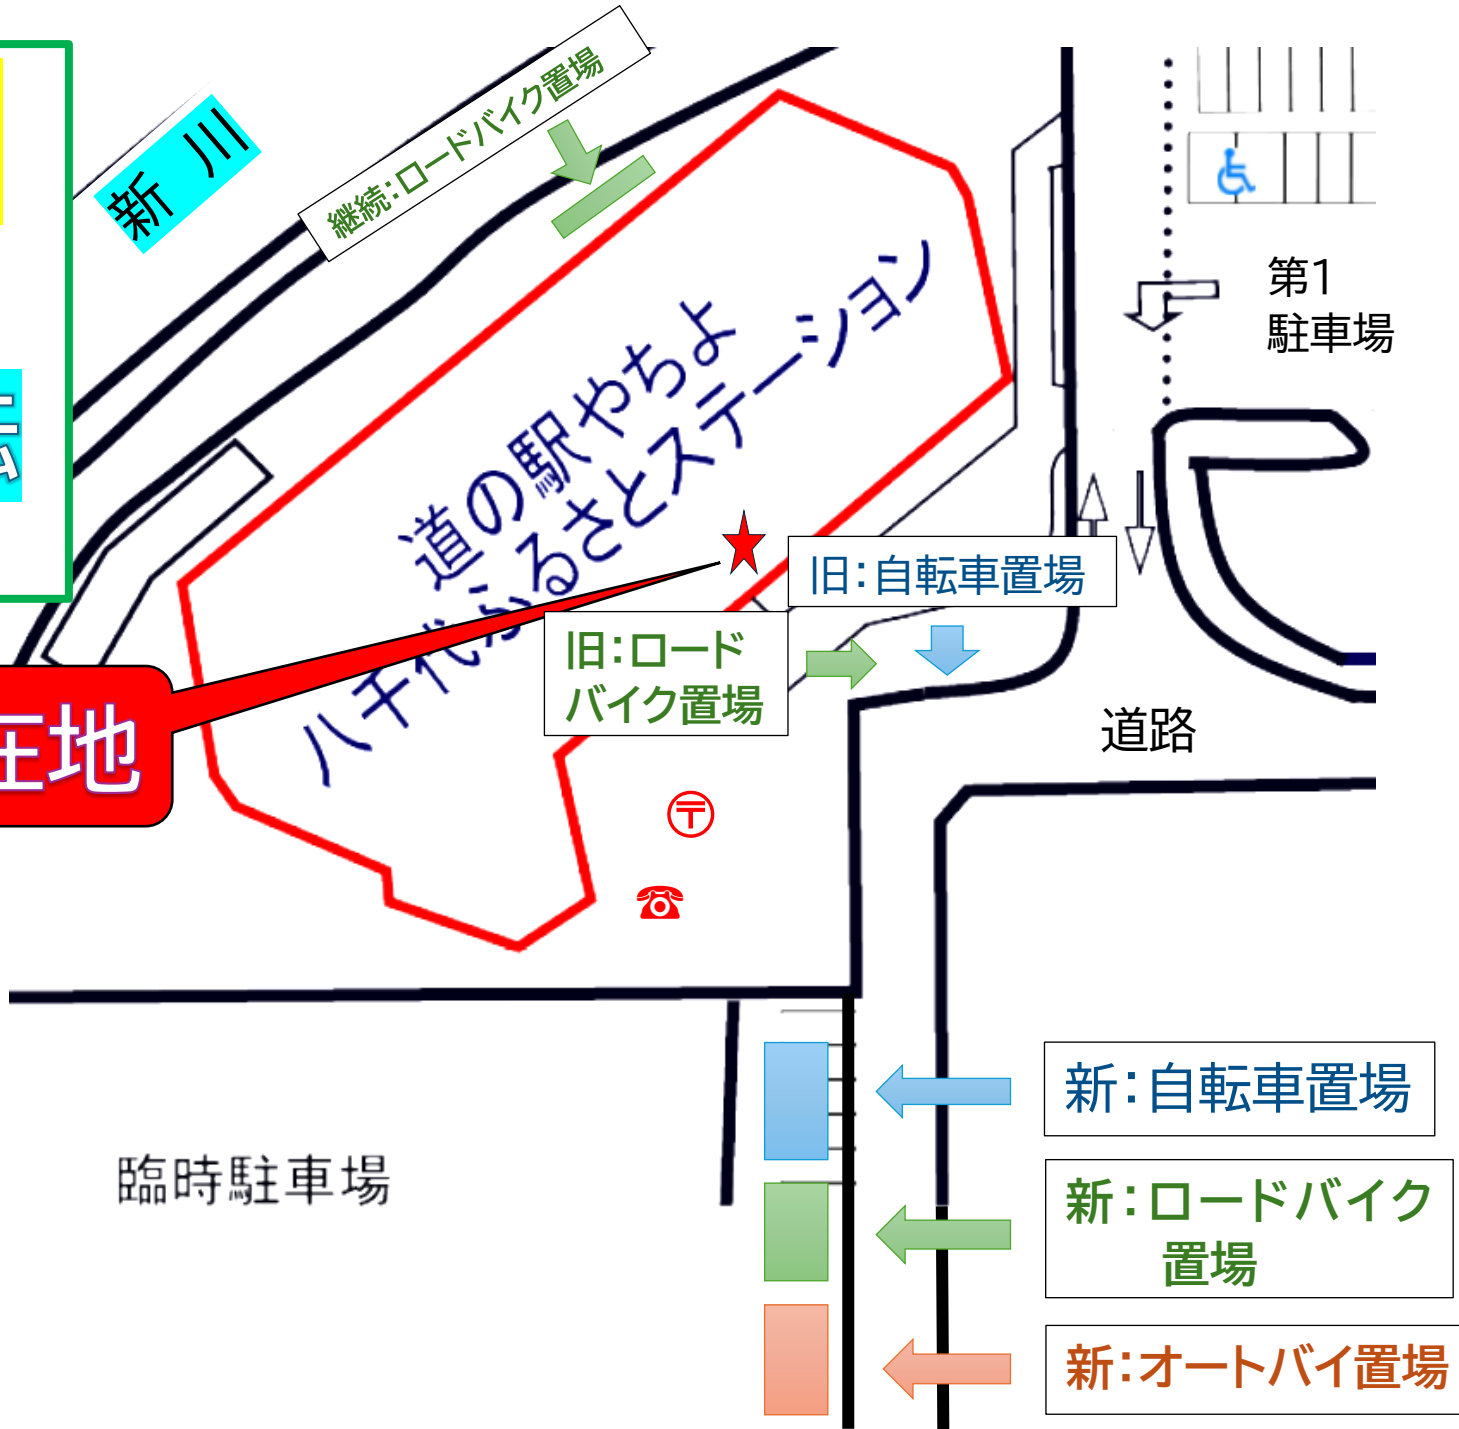 継続:ロードバイク置場
新 川
第1
駐車場
道の駅やちよ
八千代ふるさとステーション
旧:自転車置場
旧:ロード
バイク置場
在地
道路
〒
新:自転車置場
新:ロードバイク
置場
臨時駐車場
新:オートバイ置場